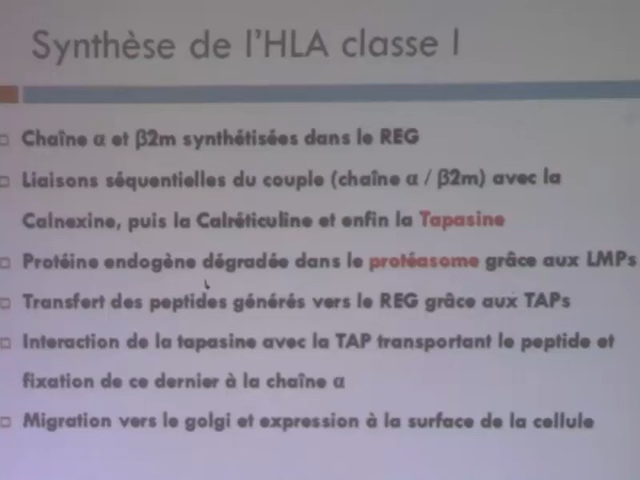 Synthèse de l'HLA classe I
Chaîne α et β2m synthétisées dans le REG
Liaisons séquentielles du couple (chaîne α / β2m) avec la
Calnexine, puis la Calréticuline et enfin la Tapasine
Protéine endogène dégradée dans le protéasome grâce aux LMPs
Transfert des peptides générés vers le REG grâce aux TAPs
Interaction de la tapasine avec la TAP transportant le peptide et
fixation de ce dernier à la chaîne α
Migration vers le golgi et expression à la surface de la cellule